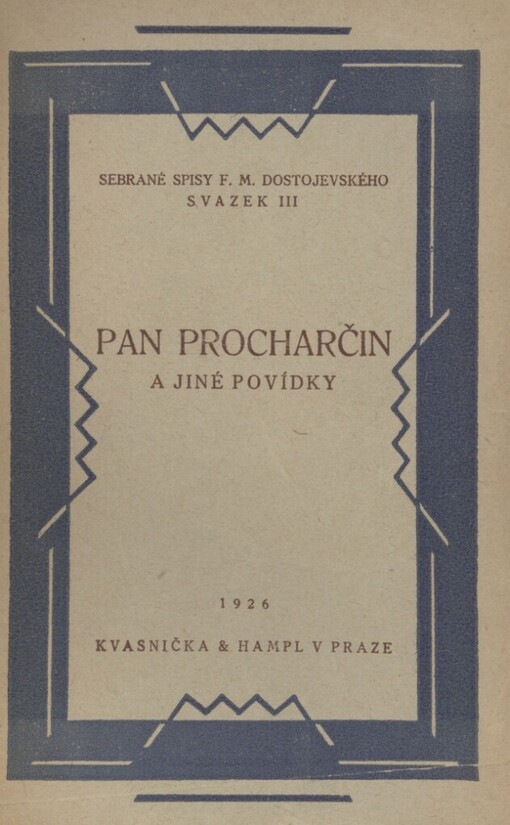 SEBRANÉ SPISY F. M. DOSTOJEVSKÉHO
SVAZEK III
PAN PROCHARČIN
A JINÉ POVÍDKY
1926
KVASNIČKA & HAMPL V PRAZE